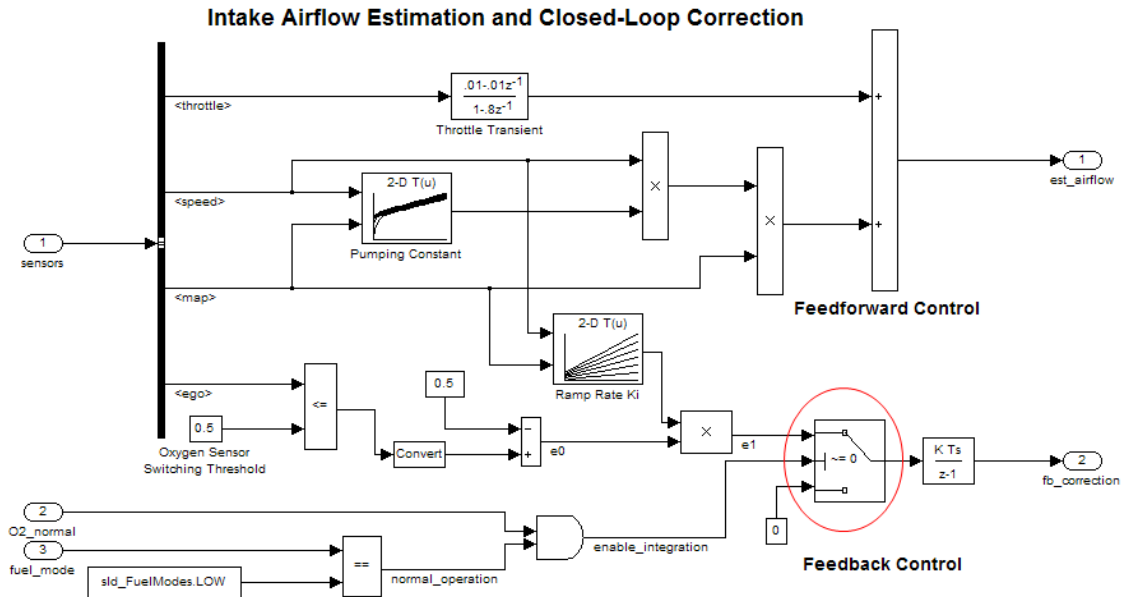 Intake Airflow Estimation and Closed-Loop Correction
<throttle>
.01-.01z-1
1-.8z-1
Throttle Transient
+
1
est_airflow
2-D T(u)
×
<speed>
Pumping Constant
×
+
1
sensors
<map>
Feedforward Control
2-D T(u)
Ramp Rate Ki
<ego>
<=
0.5
0.5
Oxygen Sensor
Switching Threshold
Convert
−
+
e0
×
e1
~= 0
K Ts
z-1
2
fb_correction
0
2
O2_normal
3
fuel_mode
enable_integration
Feedback Control
==
normal_operation
sld_FuelModes.LOW